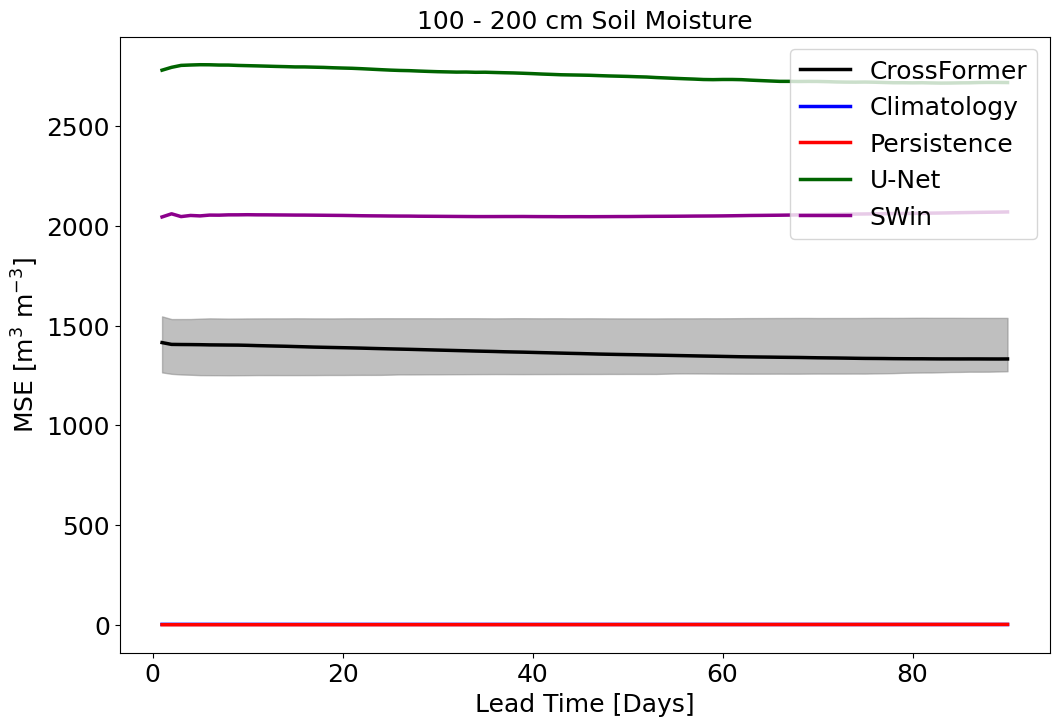 100 - 200 cm Soil Moisture
MSE [m³ m⁻³]
2500
2000
1500
1000
500
0
0 20 40 60 80
Lead Time [Days]
CrossFormer
Climatology
Persistence
U-Net
SWin